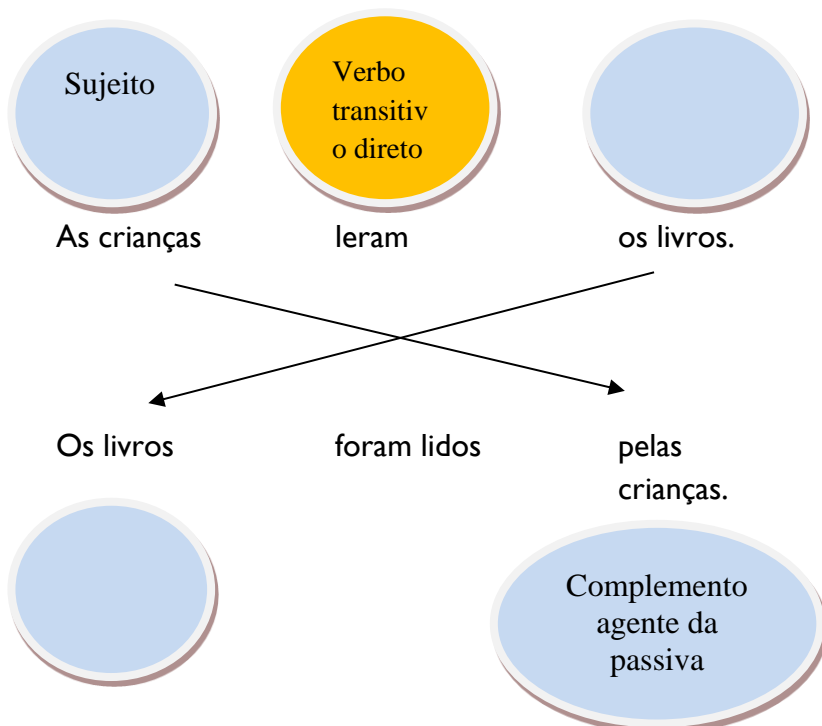 Sujeito
Verbo
transitiv
o direto
As crianças leram os livros.
Os livros foram lidos pelas
crianças.
Complemento
agente da
passiva